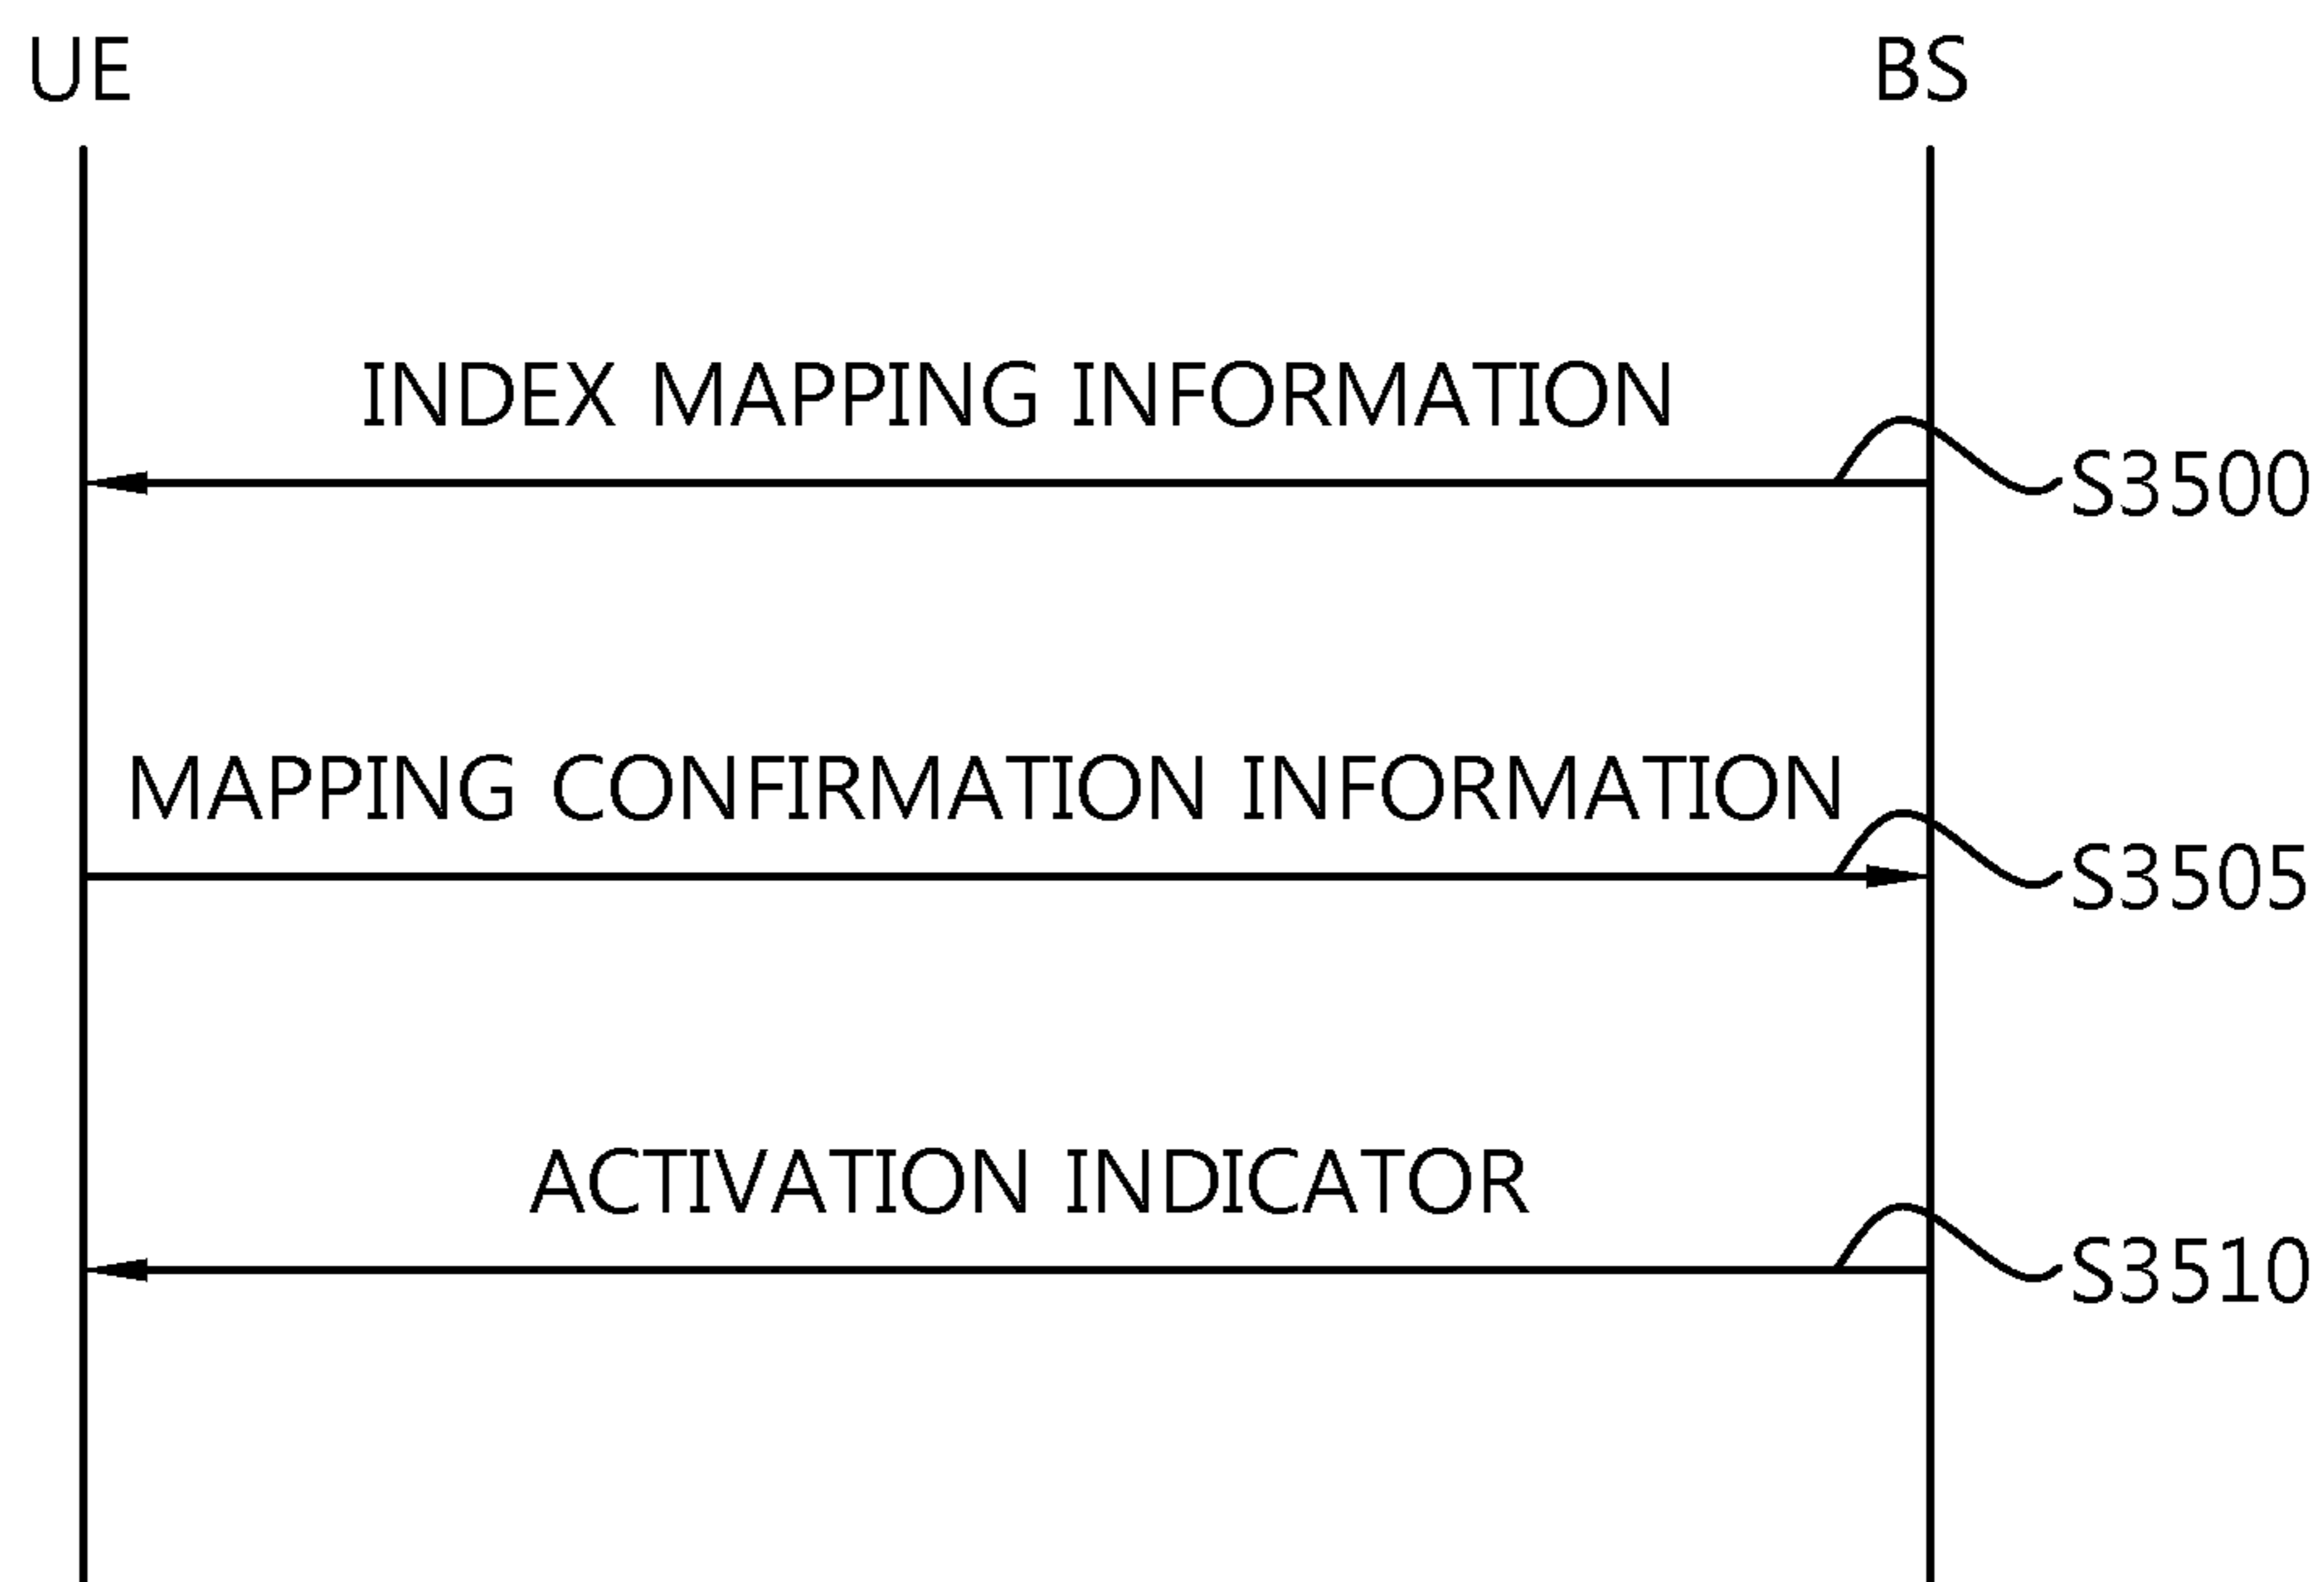 UE
BS
INDEX MAPPING INFORMATION
S3500
MAPPING CONFIRMATION INFORMATION
S3505
ACTIVATION INDICATOR
S3510